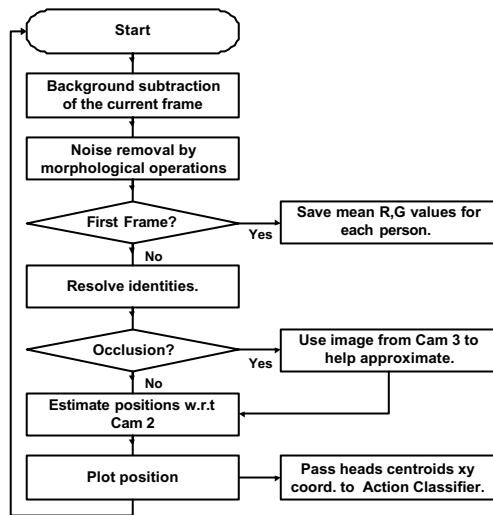 Start
Background subtraction
of the current frame
Noise removal by
morphological operations
First Frame?
Yes
Save mean R,G values for
each person.
No
Resolve identities.
Occlusion?
Yes
Use image from Cam 3 to
help approximate.
No
Estimate positions w.r.t
Cam 2
Plot position
Pass heads centroids xy
coord. to Action Classifier.